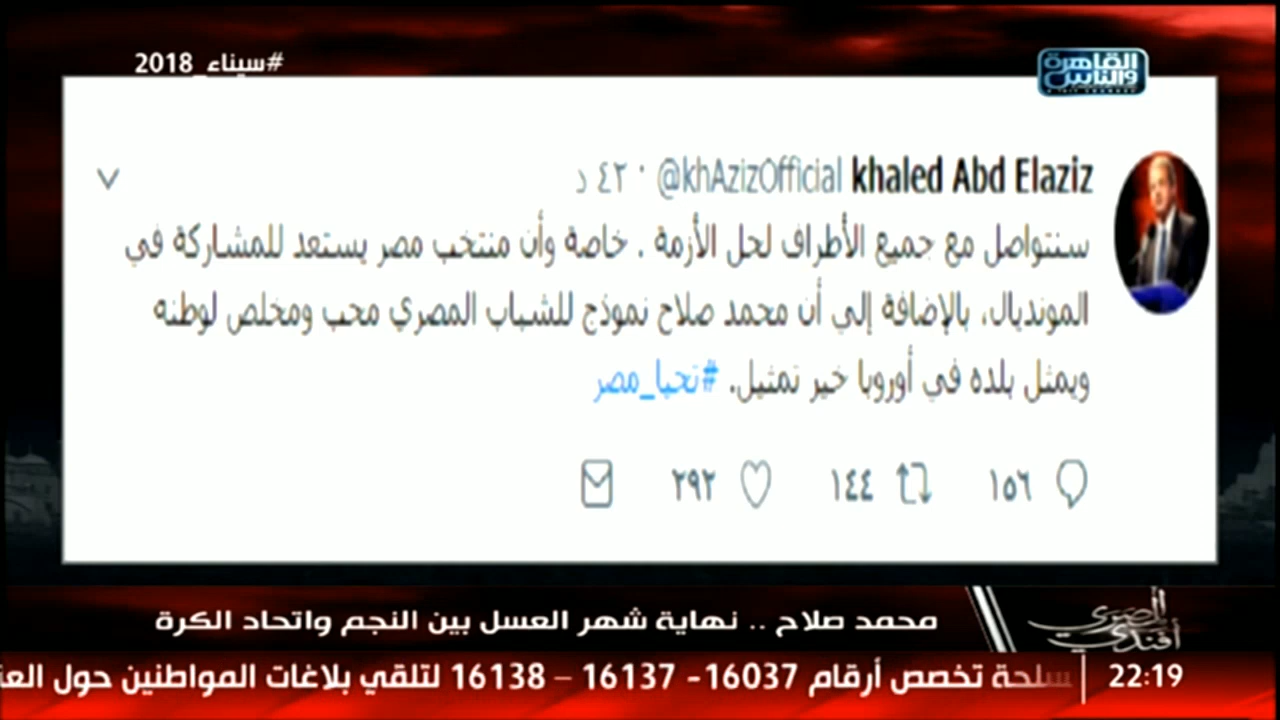 #سيناء_2018
القاهرة
والناس
khaled Abd Elaziz @khAzizOfficial · ٤٢ د
سنتواصل مع جميع الأطراف لحل الأزمة . خاصة وأن منتخب مصر يستعد للمشاركة في
المونديال، بالإضافة إلي أن محمد صلاح نموذج للشباب المصري محب ومخلص لوطنه
ويمثل بلده في أوروبا خير تمثيل. #تحيا_مصر
١٥٦ ١٤٤ ٢٩٢
المصري
أفندي
محمد صلاح .. نهاية شهر العسل بين النجم واتحاد الكرة
22:19 سلحة تخصص أرقام 16037- 16137 – 16138 لتلقي بلاغات المواطنين حول